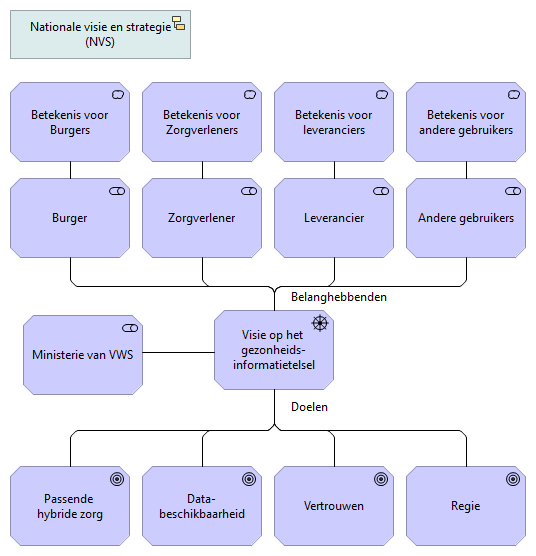 Nationale visie en strategie
(NVS)
Betekenis voor
Burgers
Betekenis voor
Zorgverleners
Betekenis voor
leveranciers
Betekenis voor
andere gebruikers
Burger
Zorgverlener
Leverancier
Andere gebruikers
Belanghebbenden
Ministerie van VWS
Visie op het
gezonheids-
informatietelsel
Doelen
Passende
hybride zorg
Data-
beschikbaarheid
Vertrouwen
Regie